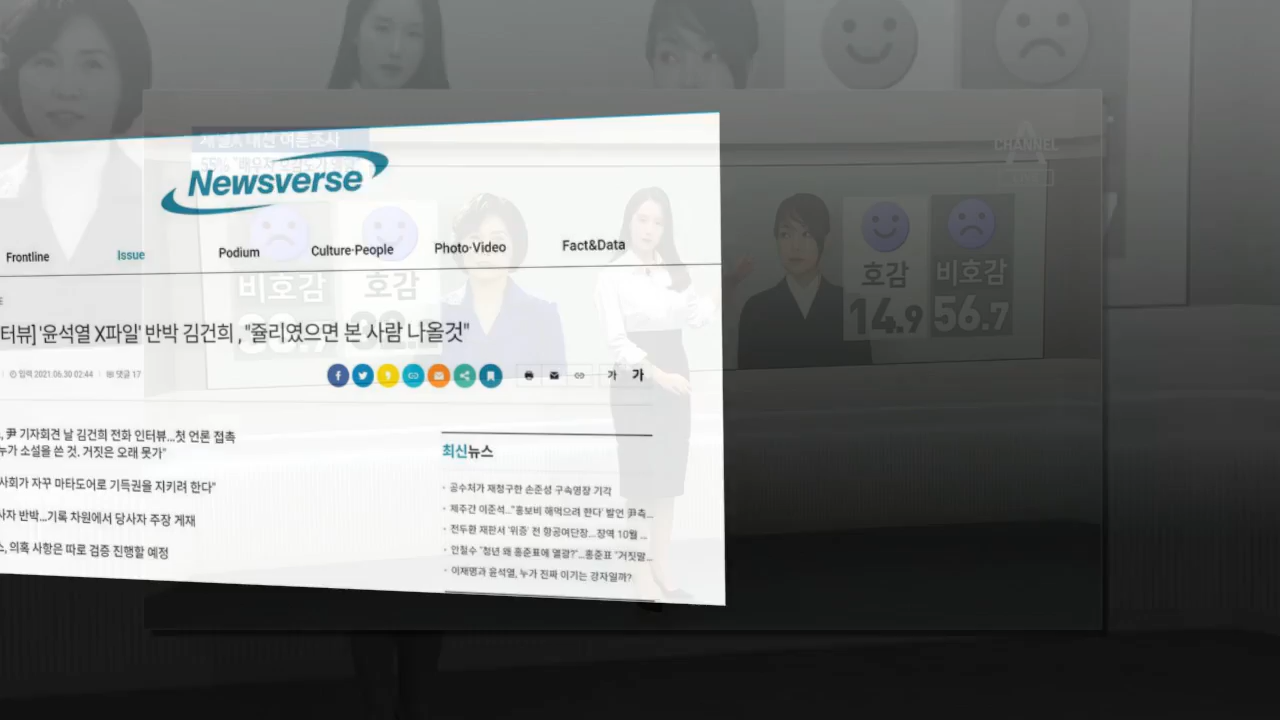 CHANNEL
55% "배우자
Newsverse
Frontline Issue Podium Culture·People Photo·Video Fact&Data
비호감 호감
호감 비호감
14.9 56.7
터뷰] '윤석열 X파일' 반박 김건희 , "쥴리였으면 본 사람 나올것"
입력 2021.06.30 02:44 댓글 17
가 가
, 尹 기자회견 날 김건희 전화 인터뷰...첫 언론 접촉
누가 소설을 쓴 것. 거짓은 오래 못가"
사회가 자꾸 마타도어로 기득권을 지키려 한다"
사자 반박...기록 차원에서 당사자 주장 게재
스, 의혹 사항은 따로 검증 진행할 예정
최신뉴스
· 공수처가 재청구한 손준성 구속영장 기각
· 제주간 이준석..."홍보비 해먹으려 한다' 발언 尹측...
· 전두환 재판서 '위증' 전 항공여단장...징역 10월 ...
· 안철수 "청년 왜 홍준표에 열광?"...홍준표 "거짓말...
· 이재명과 윤석열, 누가 진짜 이기는 강자일까?